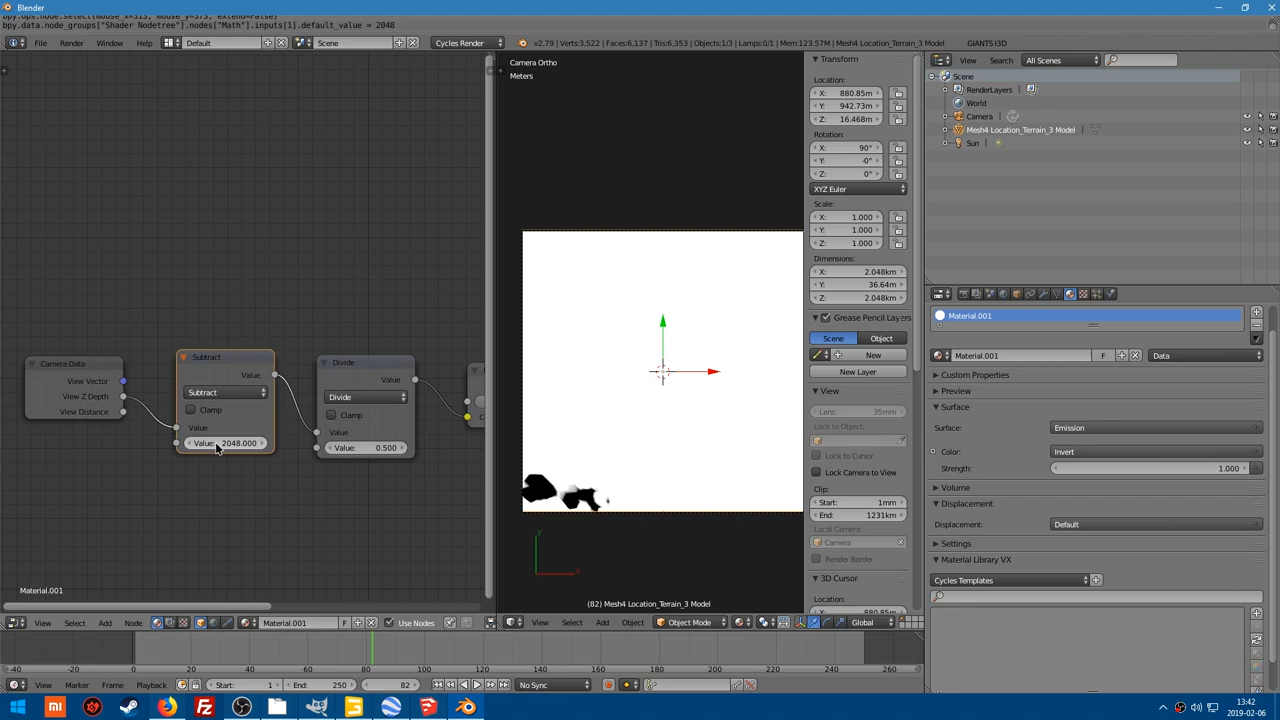 Blender
bpy.ops.node.select(mouse_x=315, mouse_y=375, extend=False)
bpy.data.node_groups["Shader Nodetree"].nodes["Math"].inputs[1].default_value = 2048
File Render Window Help Default Scene Cycles Render v2.79 | Verts:3,522 | Faces:6,137 | Tris:6,353 | Objects:1/3 | Lamps:0/1 | Mem:123.57M | Mesh4 Location_Terrain_3 Model GIANTS I3D
Camera Ortho
Meters
Transform
Location:
X: 880.85m
Y: 942.73m
Z: 16.468m
Rotation:
X: 90°
Y: -0°
Z: 0°
XYZ Euler
Scale:
X: 1.000
Y: 1.000
Z: 1.000
Dimensions:
X: 2.048km
Y: 36.64m
Z: 2.048km
Grease Pencil Layers
Scene Object
New
New Layer
View
Lens: 35mm
Lock to Object:
Lock to Cursor
Lock Camera to View
Clip:
Start: 1mm
End: 1231km
Local Camera:
Camera
Render Border
3D Cursor
Location:
(82) Mesh4 Location_Terrain_3 Model
Camera Data
View Vector
View Z Depth
View Distance
Subtract
Value
Subtract
Clamp
Value
Value: 2048.000
Divide
Value
Divide
Clamp
Value
Value: 0.500
Material.001
View Select Add Node Material.001 F Use Nodes
View Select Add Object Object Mode Global
-40 -20 0 20 40 60 80 100 120 140 160 180 200 220 240 260
View Marker Frame Playback Start: 1 End: 250 82 No Sync
View Search All Scenes
Scene
RenderLayers
World
Camera
Mesh4 Location_Terrain_3 Model
Sun
Material.001
Material.001 F Data
Custom Properties
Preview
Surface
Surface: Emission
Color: Invert
Strength: 1.000
Volume
Displacement
Displacement: Default
Settings
Material Library VX
Cycles Templates
13:42
2019-02-06